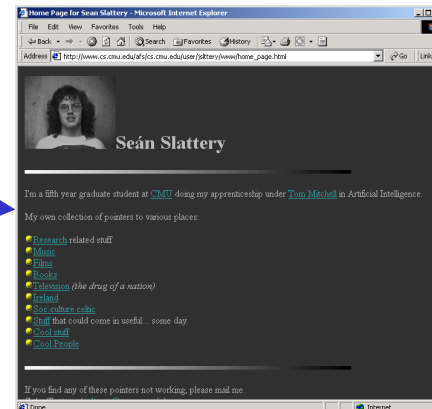 Home Page for Sean Slattery - Microsoft Internet Explorer
File Edit View Favorites Tools Help
Back Search Favorites History
Address http://www.cs.cmu.edu/afs/cs.cmu.edu/user/jslttery/www/home_page.html Go Links
Seán Slattery
I'm a fifth year graduate student at CMU doing my apprenticeship under Tom Mitchell in Artificial Intelligence.
My own collection of pointers to various places:
Research related stuff
Music
Films
Books
Television (the drug of a nation)
Ireland
Soc.culture.celtic
Stuff that could come in useful... some day.
Cool stuff
Cool People
If you find any of these pointers not working, please mail me.
Done Internet